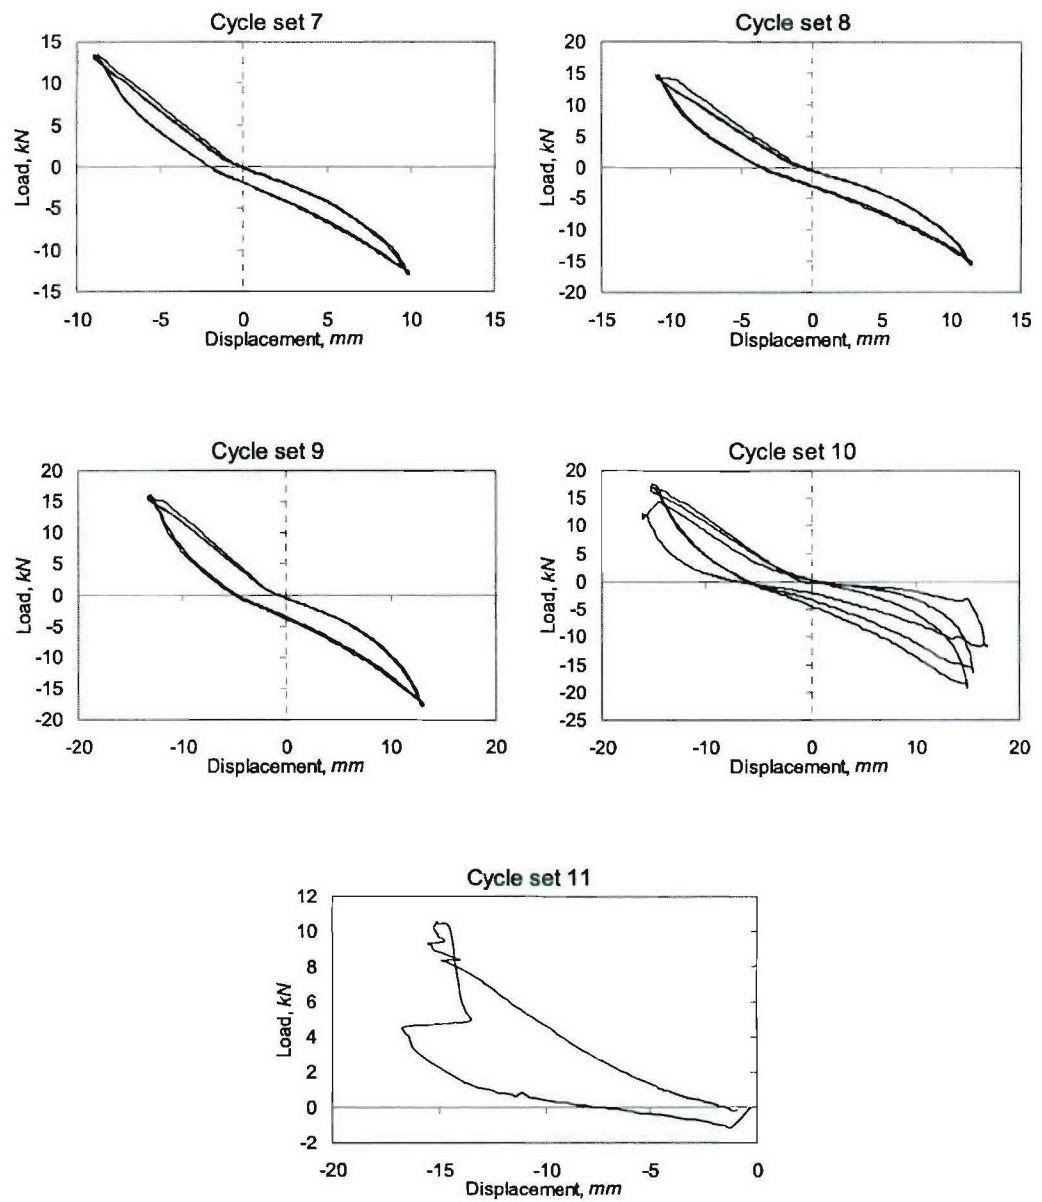 Cycle set 7
15
10
5
0
-5
-10
-15
-10 -5 0 5 10 15
Load, kN
Displacement, mm
Cycle set 8
20
15
10
5
0
-5
-10
-15
-20
-15 -10 -5 0 5 10 15
Load, kN
Displacement, mm
Cycle set 9
20
15
10
5
0
-5
-10
-15
-20
-20 -10 0 10 20
Load, kN
Displacement, mm
Cycle set 10
20
15
10
5
0
-5
-10
-15
-20
-25
-20 -10 0 10 20
Load, kN
Displacement, mm
Cycle set 11
12
10
8
6
4
2
0
-2
-20 -15 -10 -5 0
Load, kN
Displacement, mm